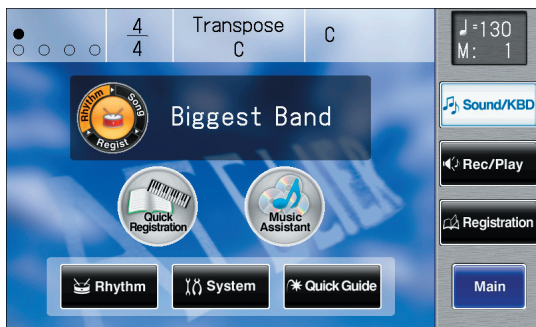 4
4
Transpose
C
C
♩=130
M: 1
Rhythm
Song
Regist
Biggest Band
Sound/KBD
Quick
Registration
Music
Assistant
Rec/Play
Registration
Rhythm
System
Quick Guide
Main
ATELIER